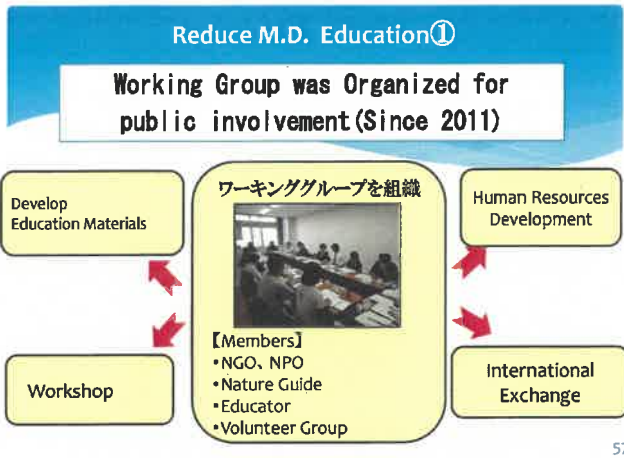 Reduce M.D. Education①
Working Group was Organized for
public involvement(Since 2011)
Develop
Education Materials
ワーキンググループを組織
Human Resources
Development
【Members】
•NGO、NPO
•Nature Guide
•Educator
•Volunteer Group
Workshop
International
Exchange